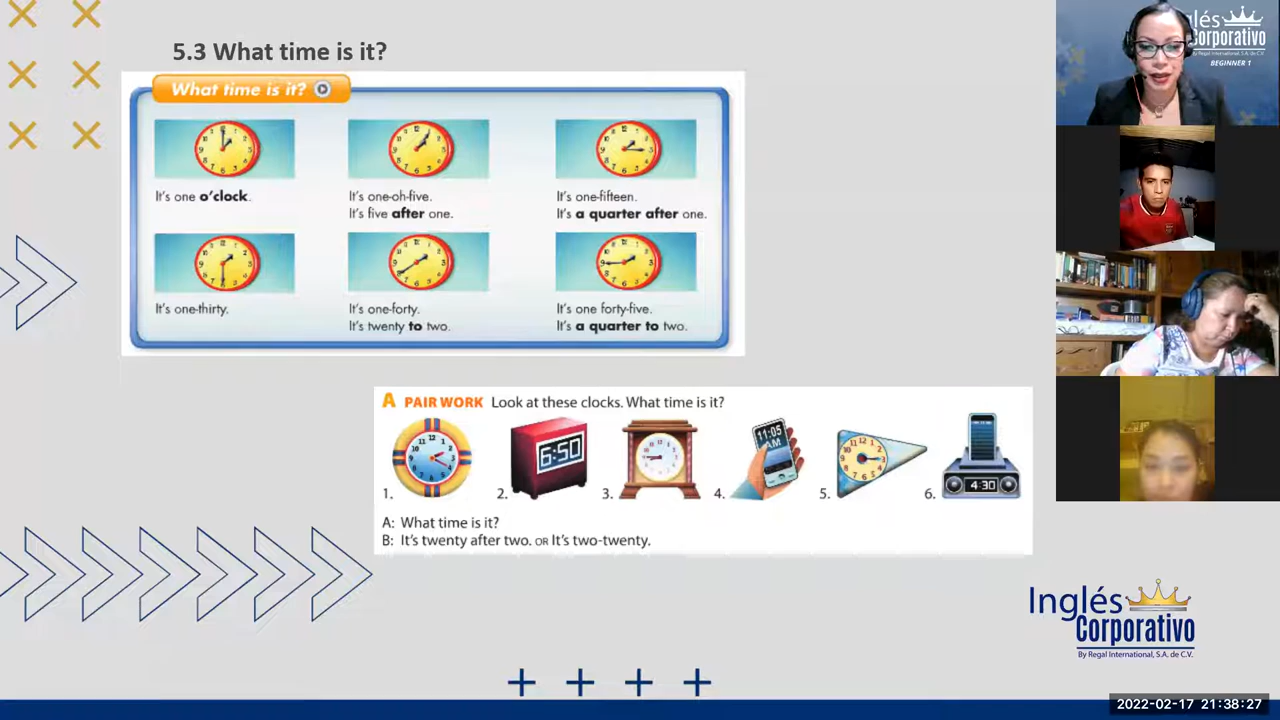 5.3 What time is it?
What time is it?
It's one o'clock.
It's one-oh-five.
It's five after one.
It's one-fifteen.
It's a quarter after one.
It's one-thirty.
It's one-forty.
It's twenty to two.
It's one forty-five.
It's a quarter to two.
A PAIR WORK Look at these clocks. What time is it?
1.
2.
6:50
3.
4.
11:05
AM
5.
6.
4:30
A: What time is it?
B: It's twenty after two. OR It's two-twenty.
Inglés
Corporativo
By Regal International, S.A. de C.V.
glés
Corporativo
By Regal International, S.A. de C.V.
BEGINNER 1
2022-02-17 21:38:27